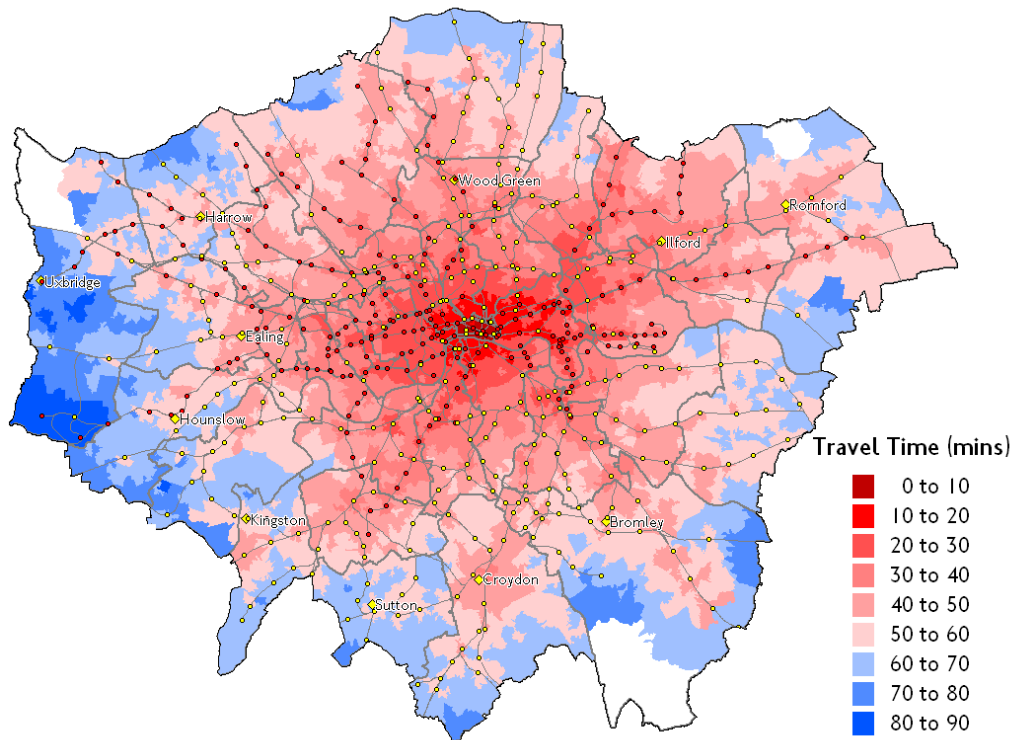 Wood Green
Romford
Harrow
Ilford
Uxbridge
Ealing
Hounslow
Travel Time (mins)
0 to 10
10 to 20
Kingston
Bromley
20 to 30
30 to 40
Croydon
40 to 50
Sutton
50 to 60
60 to 70
70 to 80
80 to 90